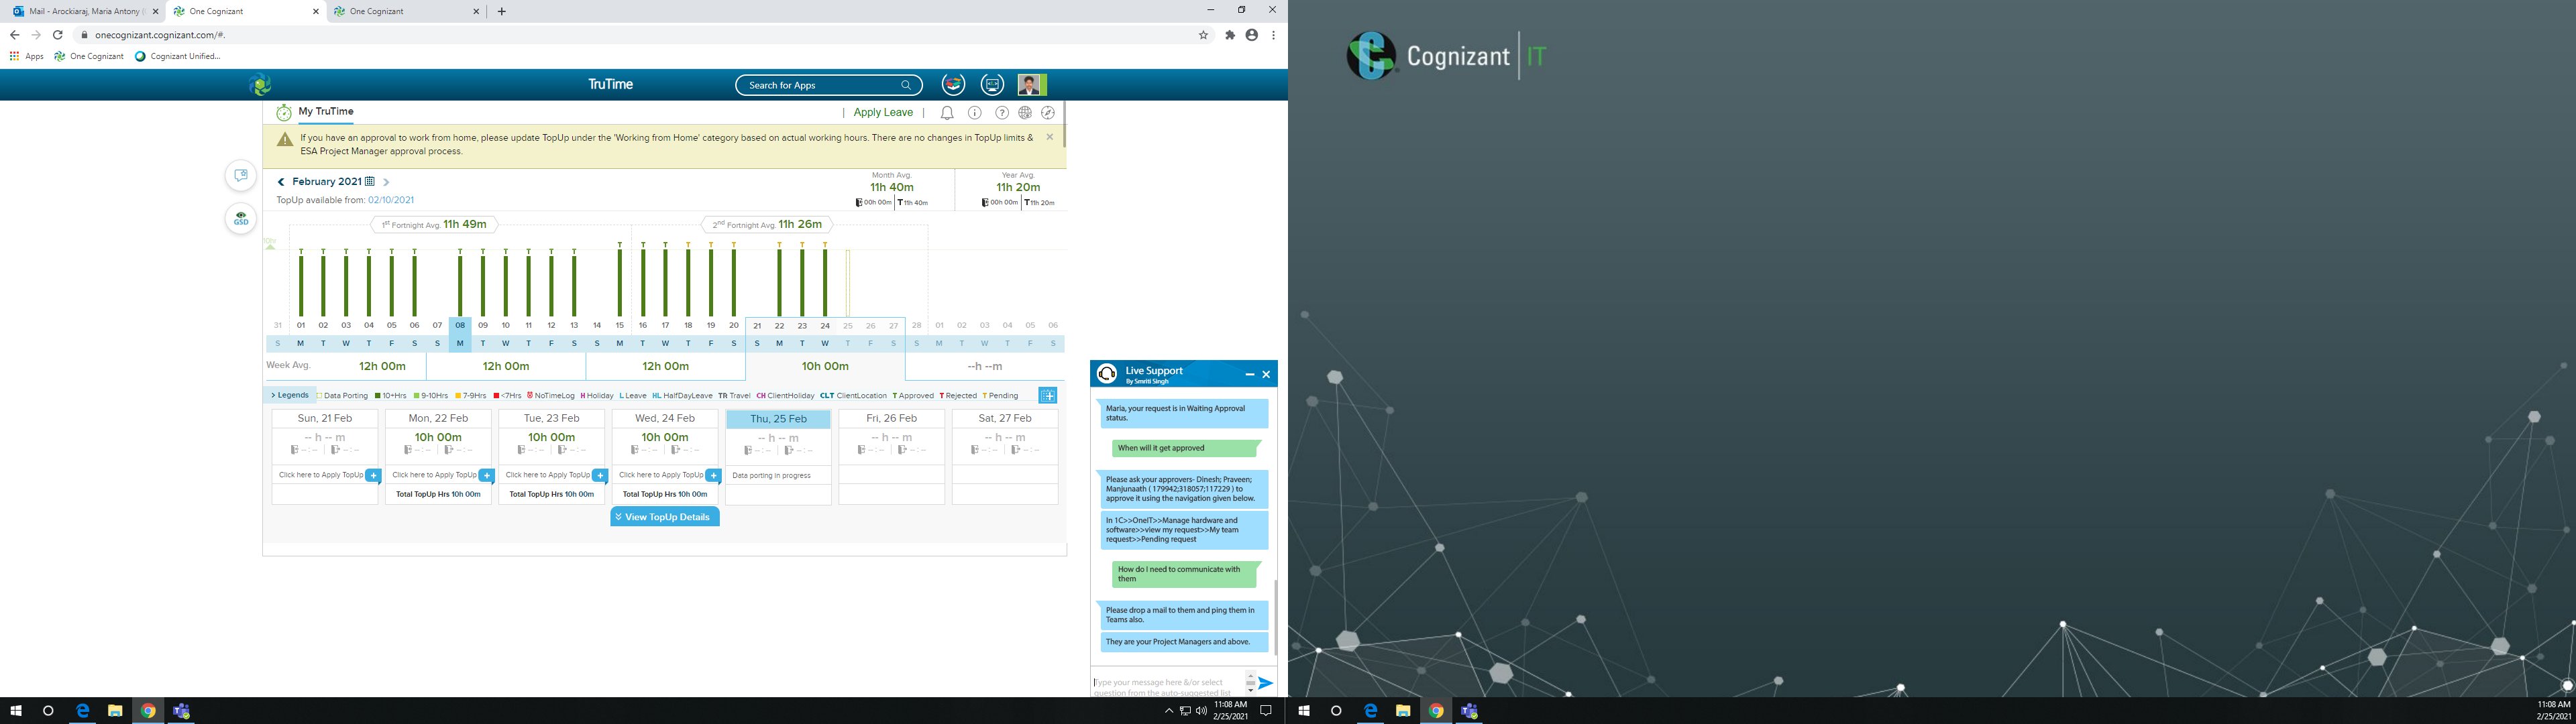 Mail - Arockiaraj, Maria Antony (
One Cognizant
One Cognizant
onecognizant.cognizant.com/#.
Apps
One Cognizant
Cognizant Unified...
TruTime
Search for Apps
Cognizant IT
My TruTime
| Apply Leave |
If you have an approval to work from home, please update TopUp under the 'Working from Home' category based on actual working hours. There are no changes in TopUp limits &
ESA Project Manager approval process.
GSD
February 2021
TopUp available from: 02/10/2021
Month Avg.
11h 40m
00h 00m T11h 40m
Year Avg.
11h 20m
00h 00m T11h 20m
1st Fortnight Avg. 11h 49m
2nd Fortnight Avg. 11h 26m
T T T T T T T T T T T T T T T T T T T T T
31 01 02 03 04 05 06 07 08 09 10 11 12 13 14 15 16 17 18 19 20 21 22 23 24 25 26 27 28 01 02 03 04 05 06
S M T W T F S S M T W T F S S M T W T F S S M T W T F S S M T W T F S
Week Avg. 12h 00m 12h 00m 12h 00m 10h 00m --h --m
> Legends Data Porting 10+Hrs 9-10Hrs 7-9Hrs <7Hrs NoTimeLog H Holiday L Leave HL HalfDayLeave TR Travel CH ClientHoliday CLT ClientLocation T Approved T Rejected T Pending
Sun, 21 Feb Mon, 22 Feb Tue, 23 Feb Wed, 24 Feb Thu, 25 Feb Fri, 26 Feb Sat, 27 Feb
-- h -- m 10h 00m 10h 00m 10h 00m -- h -- m -- h -- m -- h -- m
-- : -- | -- : -- -- : -- | -- : -- -- : -- | -- : -- -- : -- | -- : -- -- : -- | -- : -- -- : -- | -- : -- -- : -- | -- : --
Click here to Apply TopUp + Click here to Apply TopUp + Click here to Apply TopUp + Click here to Apply TopUp + Data porting in progress
Total TopUp Hrs 10h 00m Total TopUp Hrs 10h 00m Total TopUp Hrs 10h 00m
View TopUp Details
Live Support
By Smriti Singh
Maria, your request is in Waiting Approval
status.
When will it get approved
Please ask your approvers- Dinesh; Praveen;
Manjunaath ( 179942;318057;117229 ) to
approve it using the navigation given below.
In 1C>>OneIT>>Manage hardware and
software>>view my request>>My team
request>>Pending request
How do I need to communicate with
them
Please drop a mail to them and ping them in
Teams also.
They are your Project Managers and above.
Type your message here &/or select
question from the auto-suggested list
11:08 AM
2/25/2021
11:08 AM
2/25/2021